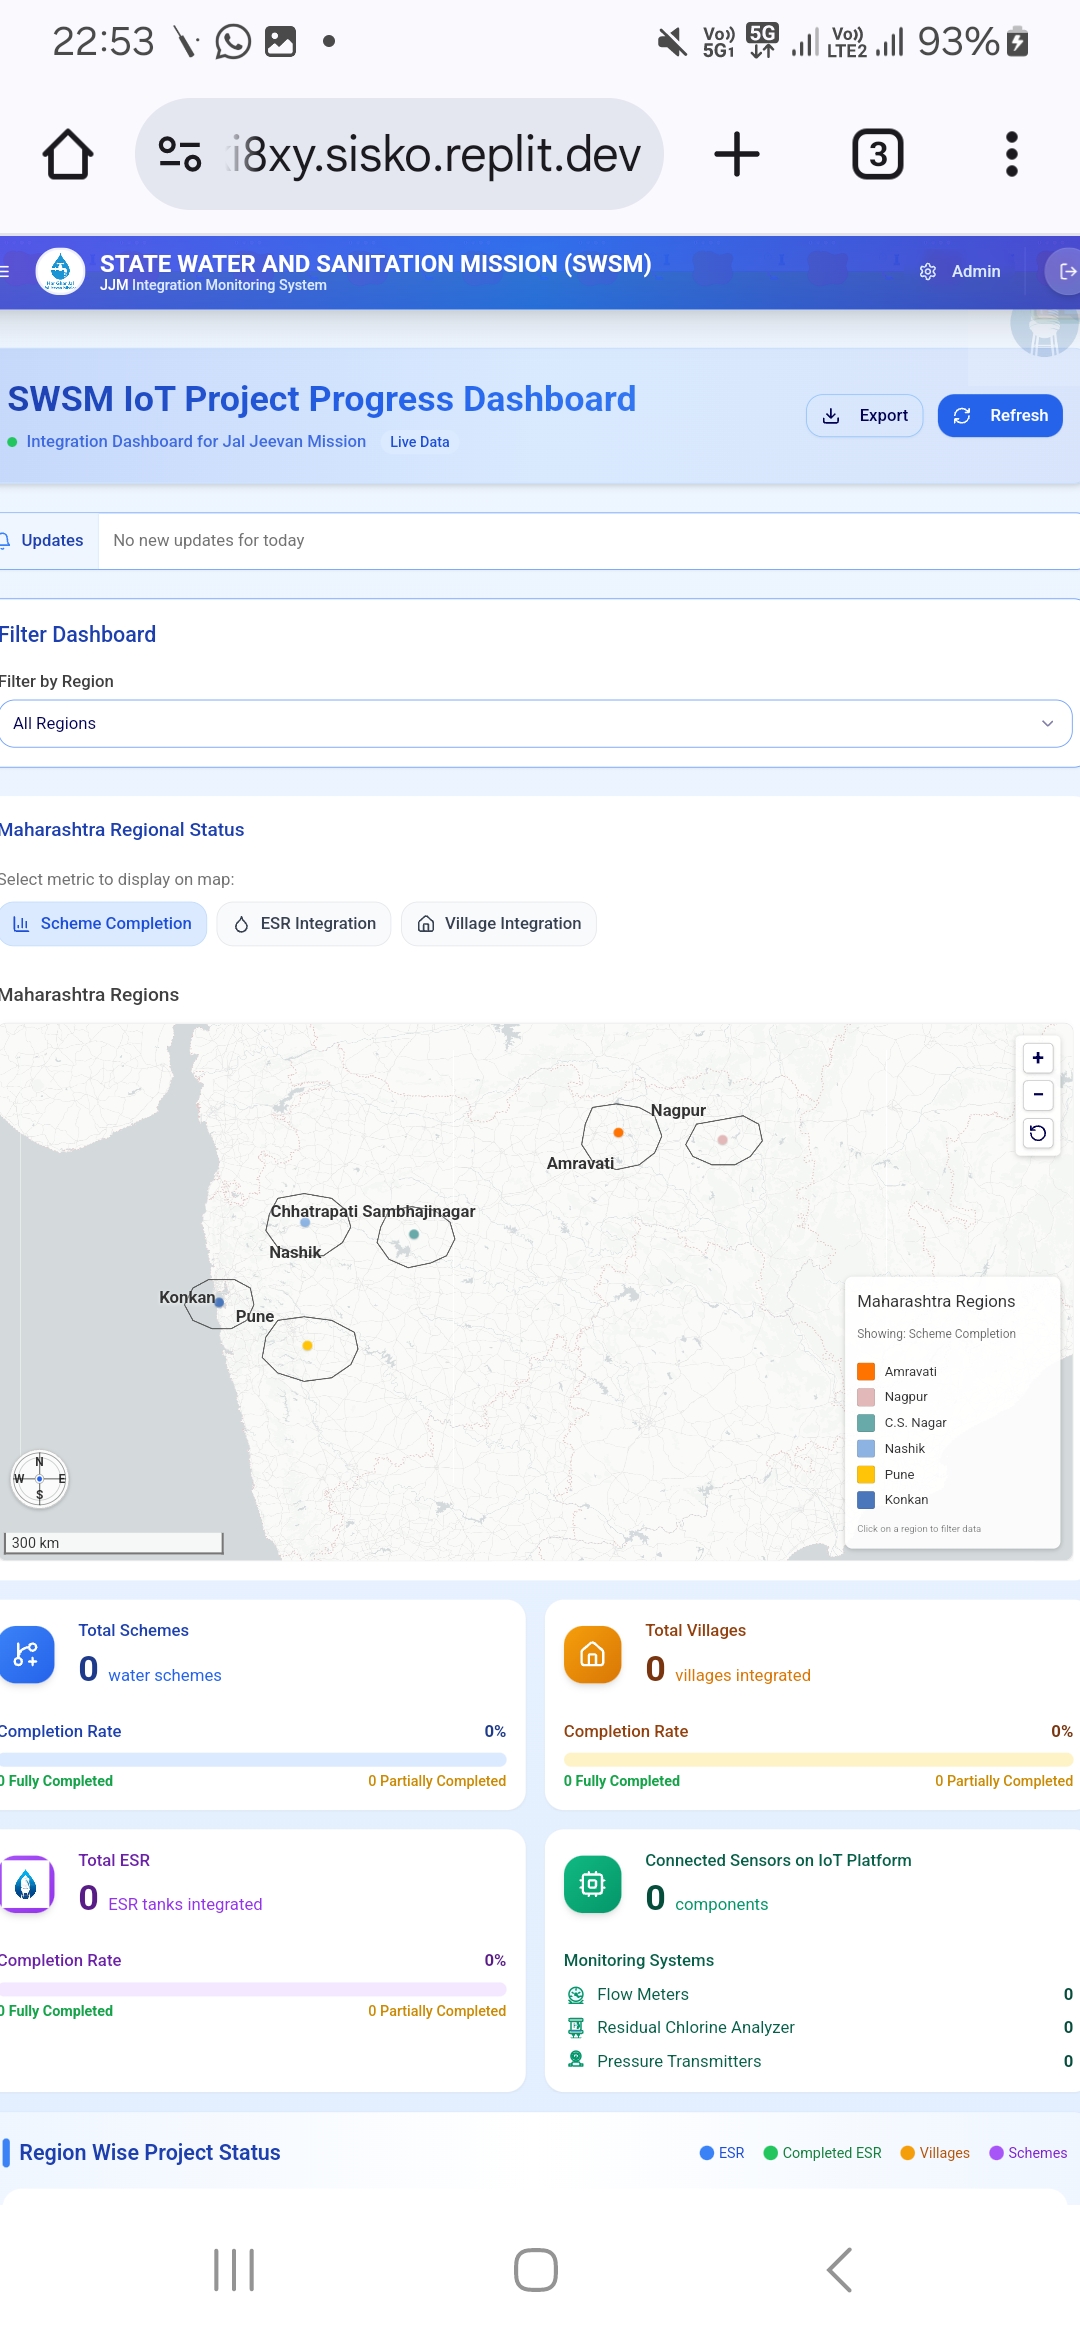 22:53
Vo)) 5G1
5G
Vo)) LTE2
93%
i8xy.sisko.replit.dev
3
STATE WATER AND SANITATION MISSION (SWSM)
JJM Integration Monitoring System
Admin
SWSM IoT Project Progress Dashboard
Integration Dashboard for Jal Jeevan Mission
Live Data
Export
Refresh
Updates
No new updates for today
Filter Dashboard
Filter by Region
All Regions
Maharashtra Regional Status
Select metric to display on map:
Scheme Completion
ESR Integration
Village Integration
Maharashtra Regions
+
−
Nagpur
Amravati
Chhatrapati Sambhajinagar
Nashik
Konkan
Pune
Maharashtra Regions
Showing: Scheme Completion
Amravati
Nagpur
C.S. Nagar
Nashik
Pune
Konkan
Click on a region to filter data
N
W E
S
300 km
Total Schemes
0 water schemes
Completion Rate 0%
0 Fully Completed 0 Partially Completed
Total Villages
0 villages integrated
Completion Rate 0%
0 Fully Completed 0 Partially Completed
Total ESR
0 ESR tanks integrated
Completion Rate 0%
0 Fully Completed 0 Partially Completed
Connected Sensors on IoT Platform
0 components
Monitoring Systems
Flow Meters 0
Residual Chlorine Analyzer 0
Pressure Transmitters 0
Region Wise Project Status
ESR Completed ESR Villages Schemes